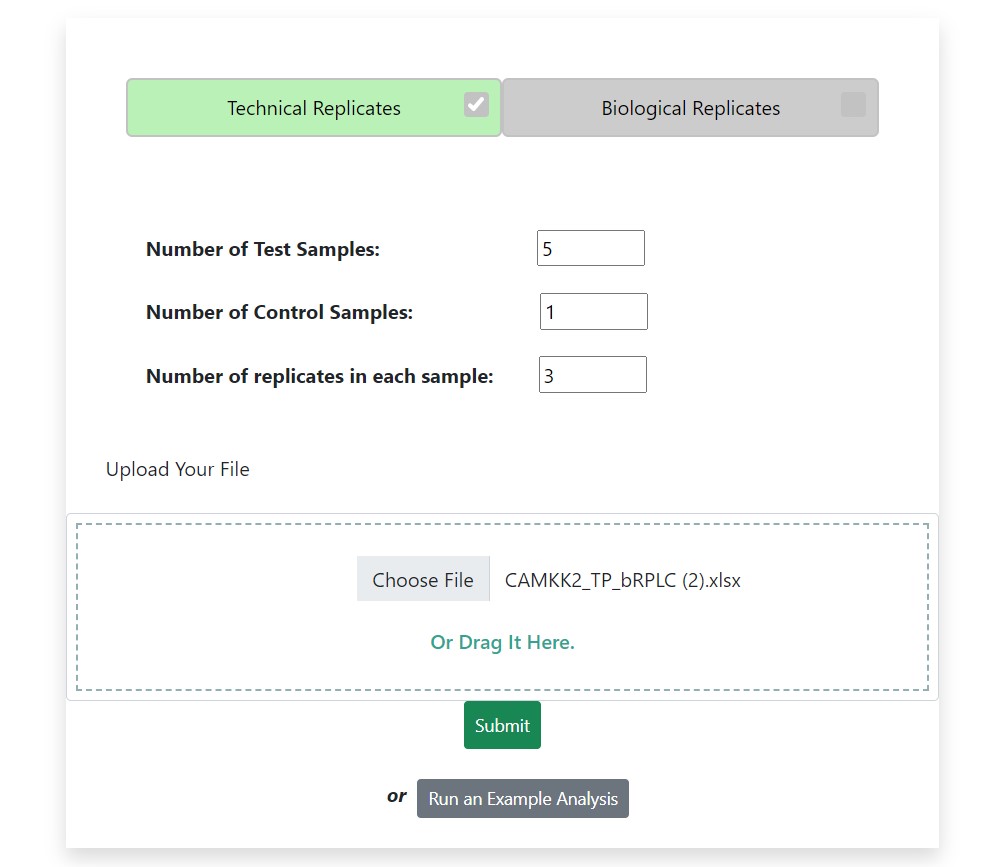 Technical Replicates Biological Replicates
Number of Test Samples: 5
Number of Control Samples: 1
Number of replicates in each sample: 3
Upload Your File
Choose File CAMKK2_TP_bRPLC (2).xlsx
Or Drag It Here.
Submit
or Run an Example Analysis